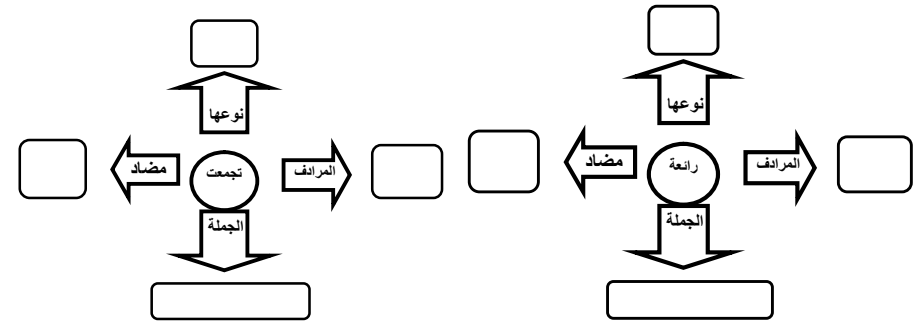 نوعها
المرادف
رائعة
مضاد
الجملة
نوعها
المرادف
تجمعت
مضاد
الجملة